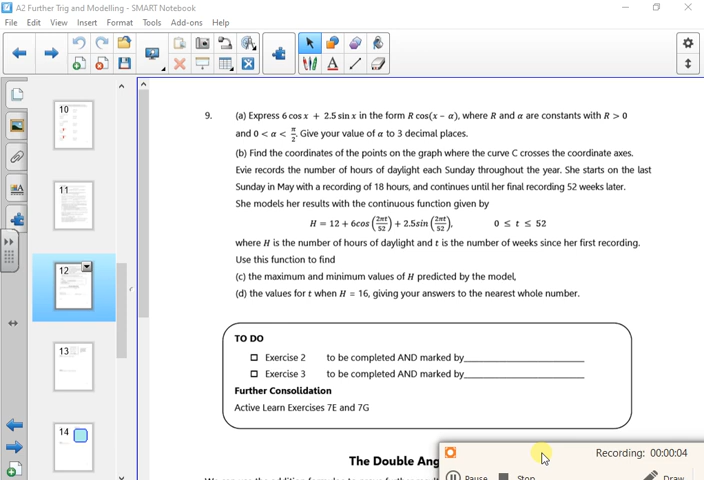 A2 Further Trig and Modelling - SMART Notebook
File Edit View Insert Format Tools Add-ons Help
10
11
12
13
14
9. (a) Express 6 cos x + 2.5 sin x in the form R cos(x − α), where R and α are constants with R > 0
and 0 < α < π/2. Give your value of α to 3 decimal places.
(b) Find the coordinates of the points on the graph where the curve C crosses the coordinate axes.
Evie records the number of hours of daylight each Sunday throughout the year. She starts on the last
Sunday in May with a recording of 18 hours, and continues until her final recording 52 weeks later.
She models her results with the continuous function given by
H = 12 + 6cos (2πt/52) + 2.5sin (2πt/52), 0 ≤ t ≤ 52
where H is the number of hours of daylight and t is the number of weeks since her first recording.
Use this function to find
(c) the maximum and minimum values of H predicted by the model,
(d) the values for t when H = 16, giving your answers to the nearest whole number.
TO DO
Exercise 2 to be completed AND marked by
Exercise 3 to be completed AND marked by
Further Consolidation
Active Learn Exercises 7E and 7G
The Double Ang
Recording: 00:00:04
Pause Stop Draw